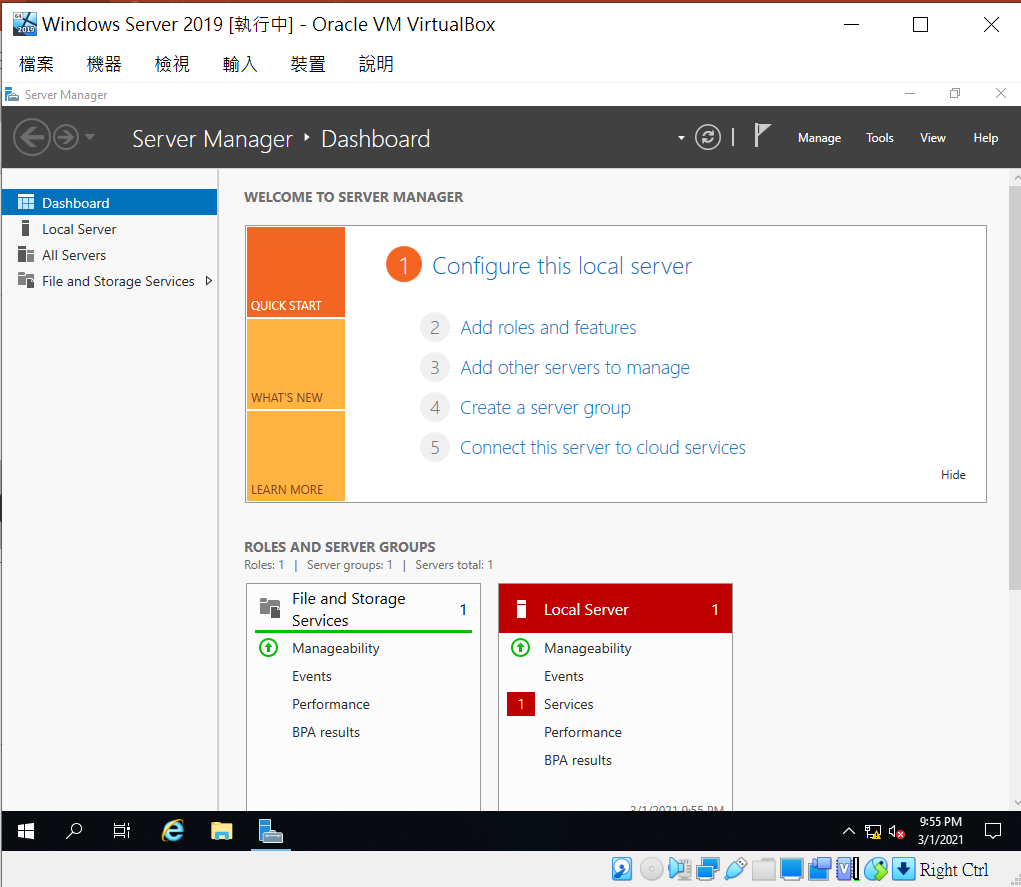 Windows Server 2019 [執行中] - Oracle VM VirtualBox
檔案 機器 檢視 輸入 裝置 說明
Server Manager
Server Manager Dashboard
Manage Tools View Help
Dashboard
Local Server
All Servers
File and Storage Services
WELCOME TO SERVER MANAGER
QUICK START
WHAT'S NEW
LEARN MORE
1 Configure this local server
2 Add roles and features
3 Add other servers to manage
4 Create a server group
5 Connect this server to cloud services
Hide
ROLES AND SERVER GROUPS
Roles: 1 | Server groups: 1 | Servers total: 1
File and Storage
Services
1
Manageability
Events
Performance
BPA results
Local Server 1
Manageability
Events
1 Services
Performance
BPA results
3/1/2021 9:55 PM
9:55 PM
3/1/2021
Right Ctrl